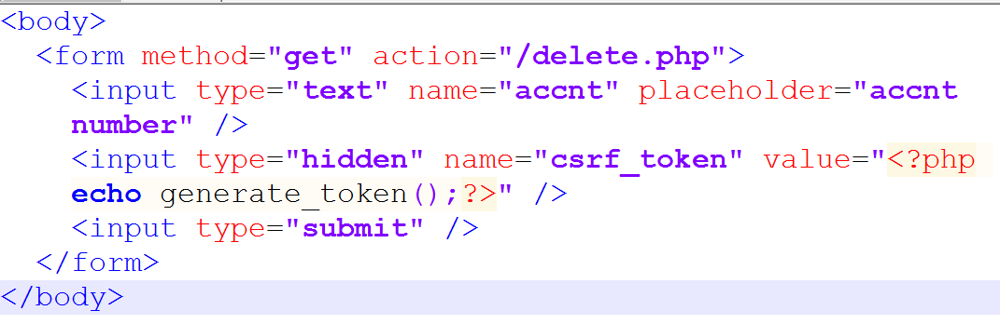 <body>
<form method="get" action="/delete.php">
<input type="text" name="accnt" placeholder="accnt
number" />
<input type="hidden" name="csrf_token" value="<?php
echo generate_token();?>" />
<input type="submit" />
</form>
</body>